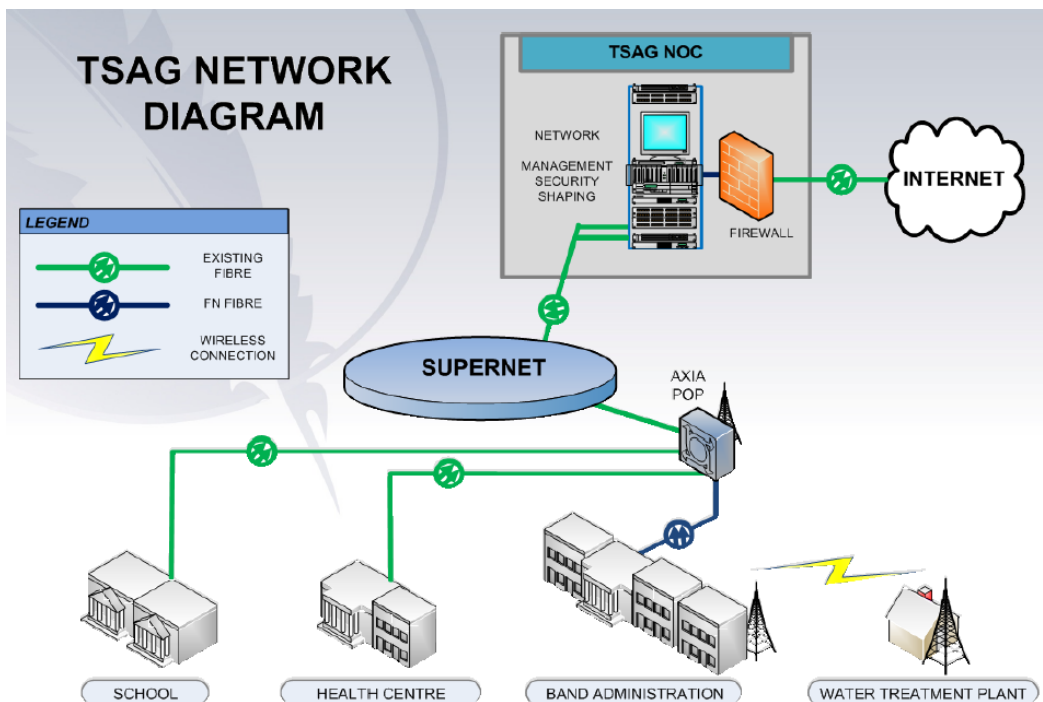 TSAG NETWORK
DIAGRAM
TSAG NOC
NETWORK
MANAGEMENT
SECURITY
SHAPING
FIREWALL
INTERNET
LEGEND
EXISTING
FIBRE
FN FIBRE
WIRELESS
CONNECTION
SUPERNET
AXIA
POP
SCHOOL
HEALTH CENTRE
BAND ADMINISTRATION
WATER TREATMENT PLANT